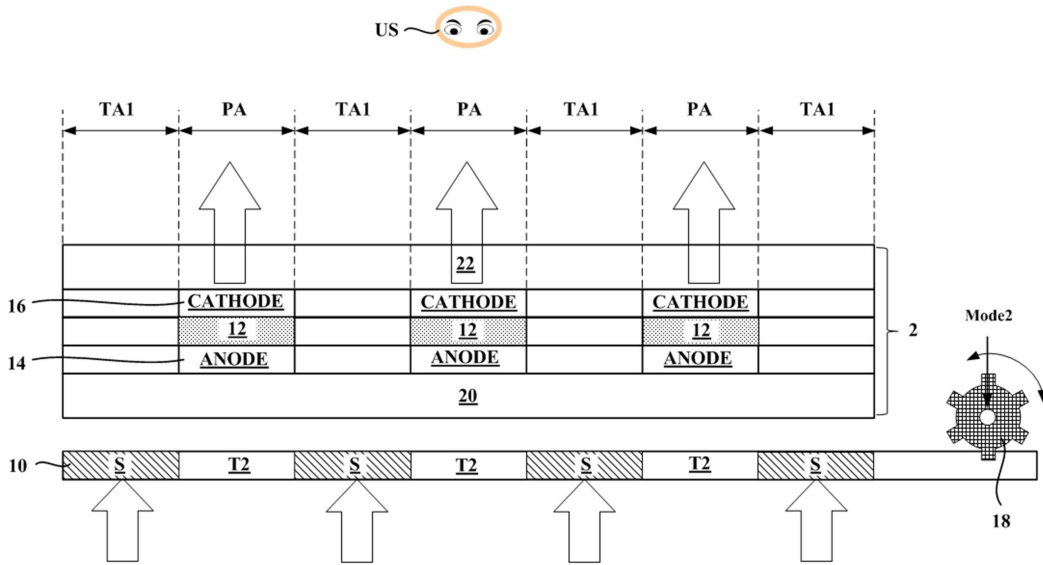 US
TA1 PA TA1 PA TA1 PA TA1
22
16 CATHODE CATHODE CATHODE
12 12 12
2
Mode2
14 ANODE ANODE ANODE
20
10 S T2 S T2 S T2 S
18